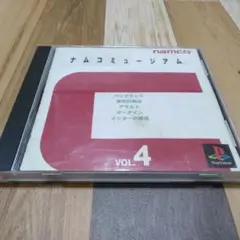 namco
ナムコミュージアム
パックランド
源平討魔伝
アサルト
オーダイン
イシターの復活
VOL.4
PlayStation